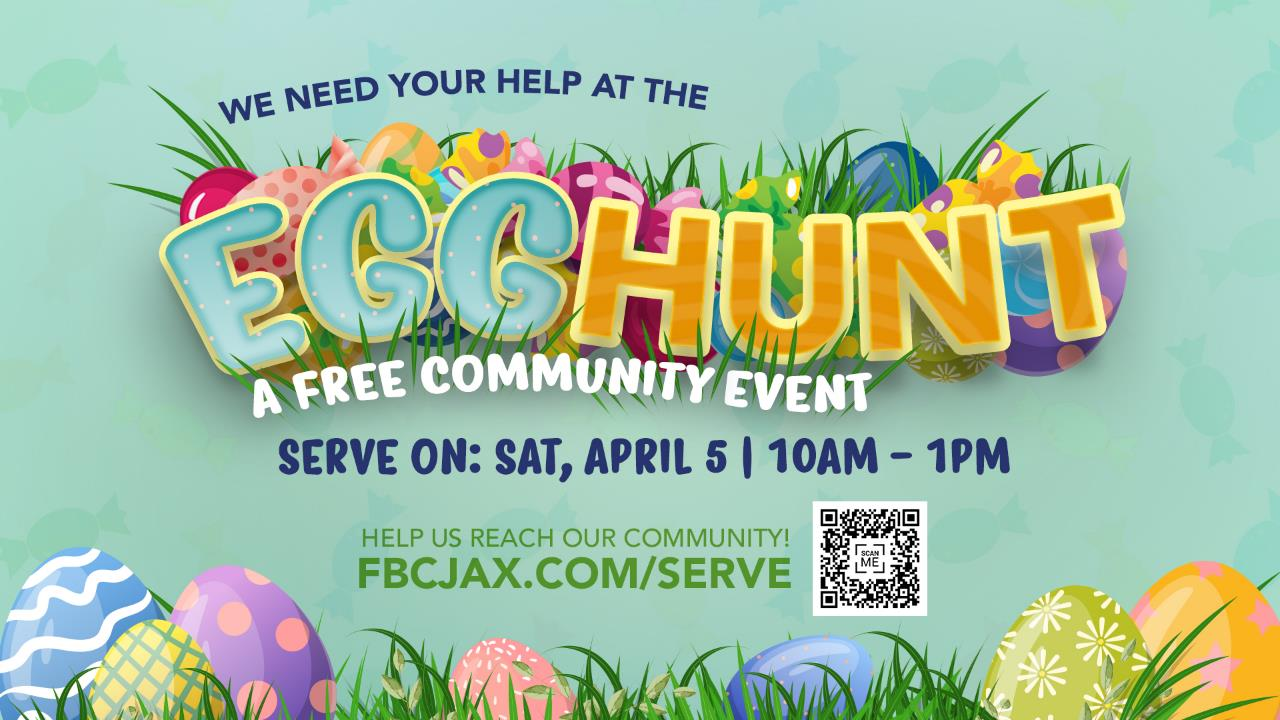 WE NEED YOUR HELP AT THE
EGG HUNT
A FREE COMMUNITY EVENT
SERVE ON: SAT, APRIL 5 | 10AM – 1PM
HELP US REACH OUR COMMUNITY!
FBCJAX.COM/SERVE
SCAN
ME